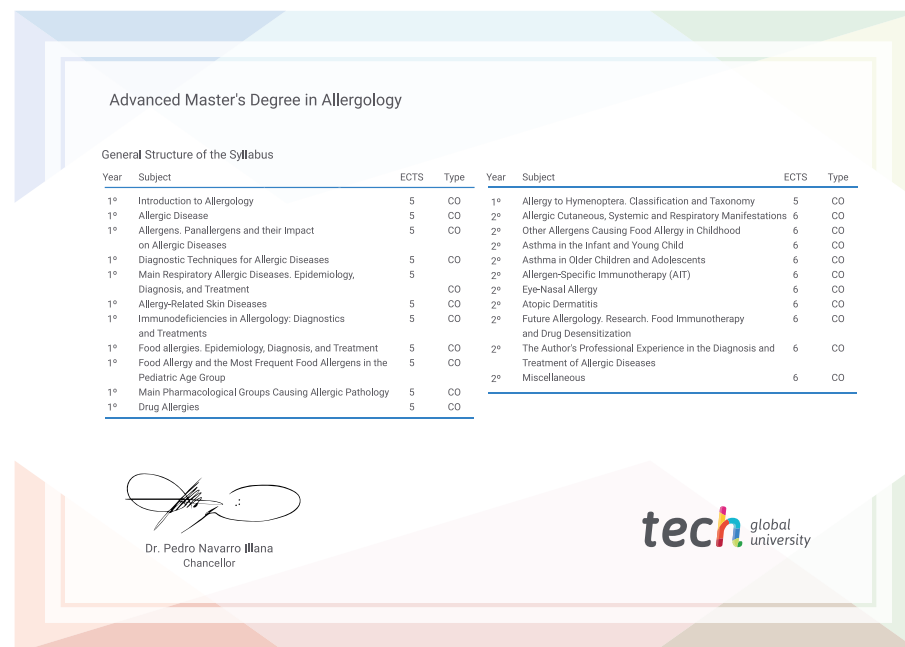 Advanced Master's Degree in Allergology
General Structure of the Syllabus
Year Subject ECTS Type
1º Introduction to Allergology 5 CO
1º Allergic Disease 5 CO
1º Allergens. Panallergens and their Impact 5 CO
on Allergic Diseases
1º Diagnostic Techniques for Allergic Diseases 5 CO
1º Main Respiratory Allergic Diseases. Epidemiology, 5
Diagnosis, and Treatment CO
1º Allergy-Related Skin Diseases 5 CO
1º Immunodeficiencies in Allergology: Diagnostics 5 CO
and Treatments
1º Food allergies. Epidemiology, Diagnosis, and Treatment 5 CO
1º Food Allergy and the Most Frequent Food Allergens in the 5 CO
Pediatric Age Group
1º Main Pharmacological Groups Causing Allergic Pathology 5 CO
1º Drug Allergies 5 CO
Year Subject ECTS Type
1º Allergy to Hymenoptera. Classification and Taxonomy 5 CO
2º Allergic Cutaneous, Systemic and Respiratory Manifestations 6 CO
2º Other Allergens Causing Food Allergy in Childhood 6 CO
2º Asthma in the Infant and Young Child 6 CO
2º Asthma in Older Children and Adolescents 6 CO
2º Allergen-Specific Immunotherapy (AIT) 6 CO
2º Eye-Nasal Allergy 6 CO
2º Atopic Dermatitis 6 CO
2º Future Allergology. Research. Food Immunotherapy 6 CO
and Drug Desensitization
2º The Author's Professional Experience in the Diagnosis and 6 CO
Treatment of Allergic Diseases
2º Miscellaneous 6 CO
Dr. Pedro Navarro Illana
Chancellor
tech global
university